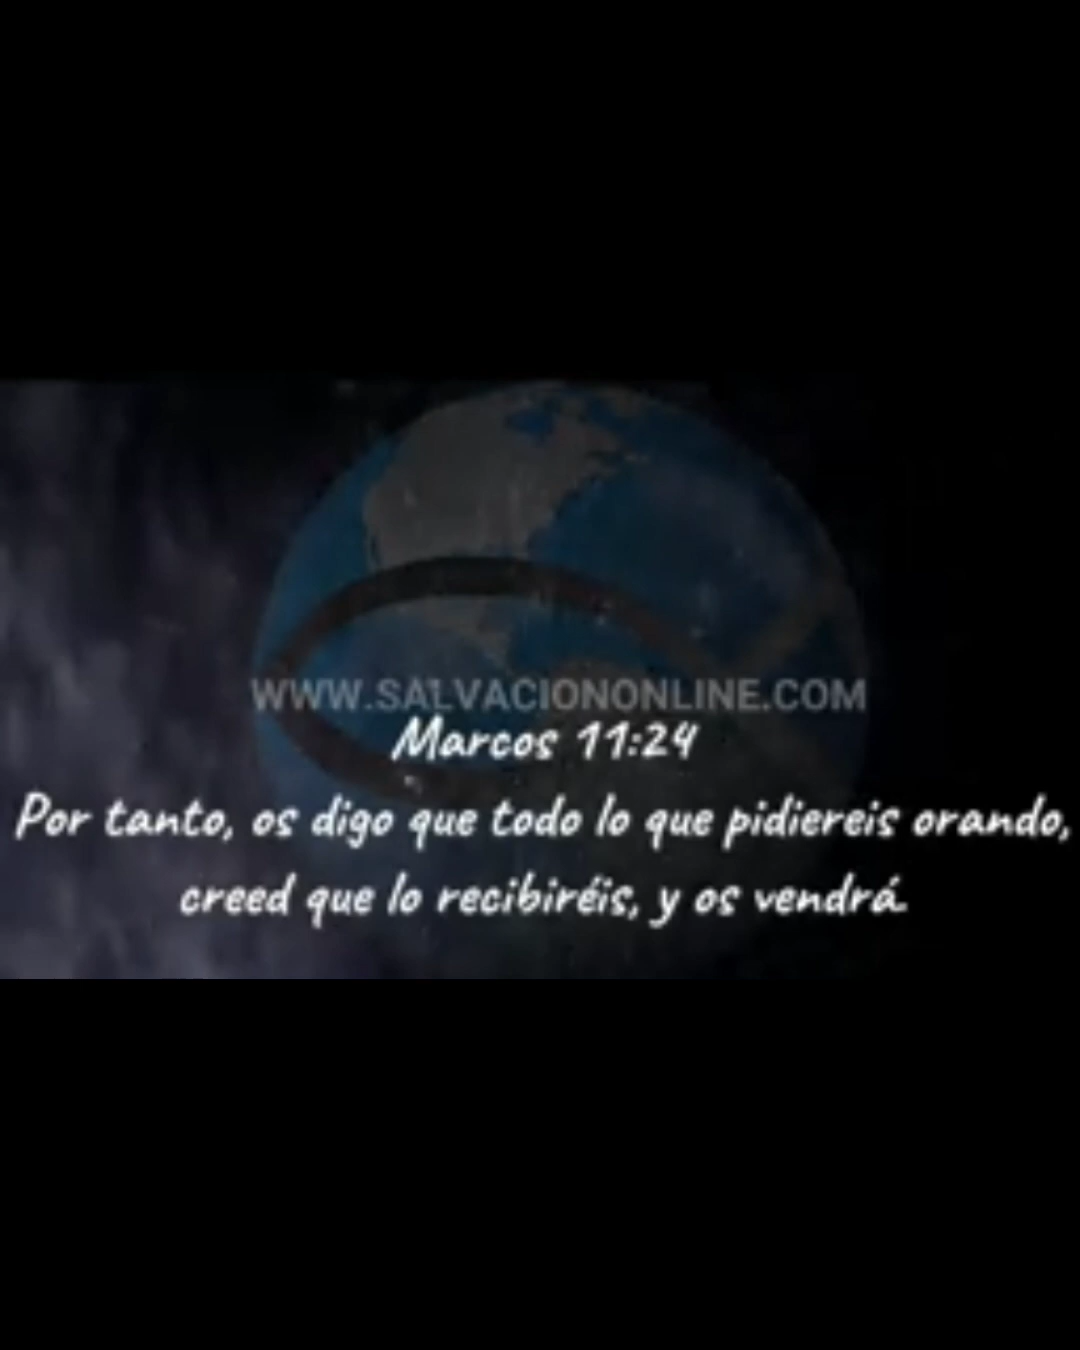 WWW.SALVACIONONLINE.COM
Marcos 11:24
Por tanto, os digo que todo lo que pidiereis orando,
creed que lo recibiréis, y os vendrá.